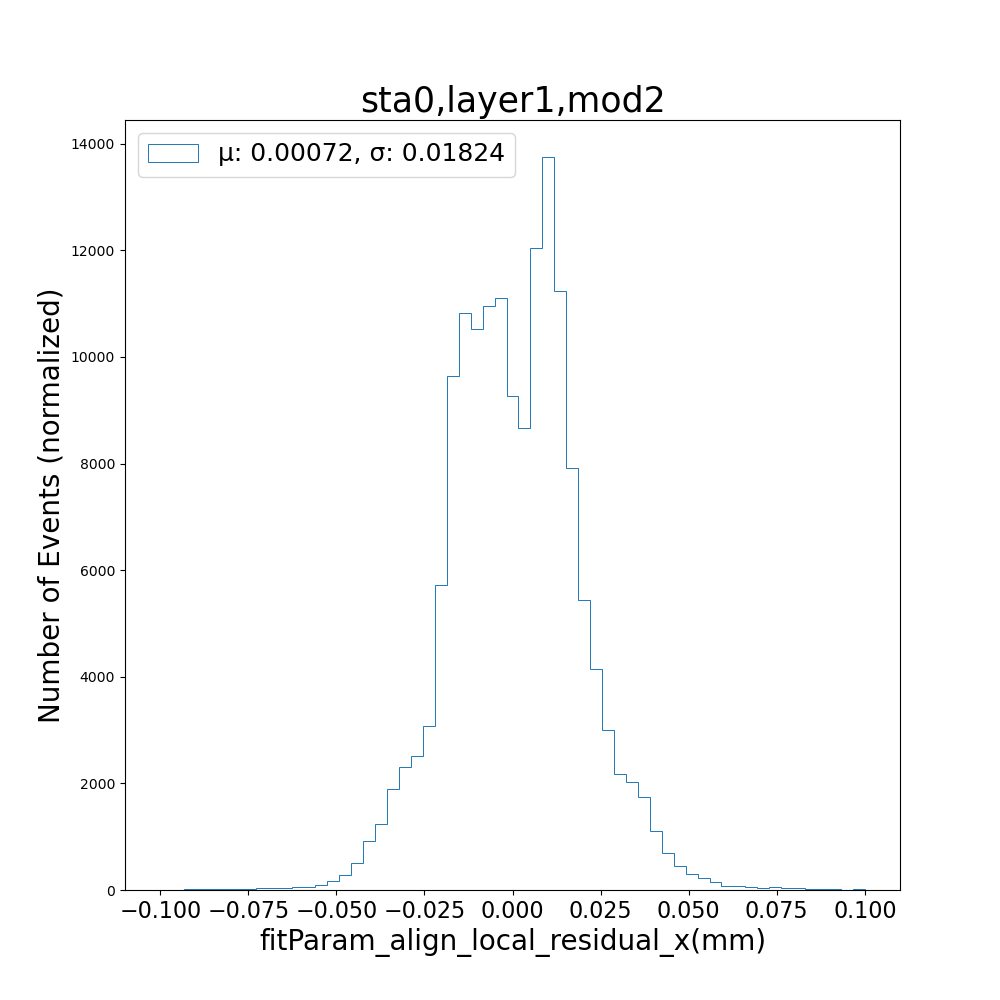 sta0,layer1,mod2
μ: 0.00072, σ: 0.01824
14000
12000
10000
8000
6000
4000
2000
0
Number of Events (normalized)
−0.100 −0.075 −0.050 −0.025 0.000 0.025 0.050 0.075 0.100
fitParam_align_local_residual_x(mm)